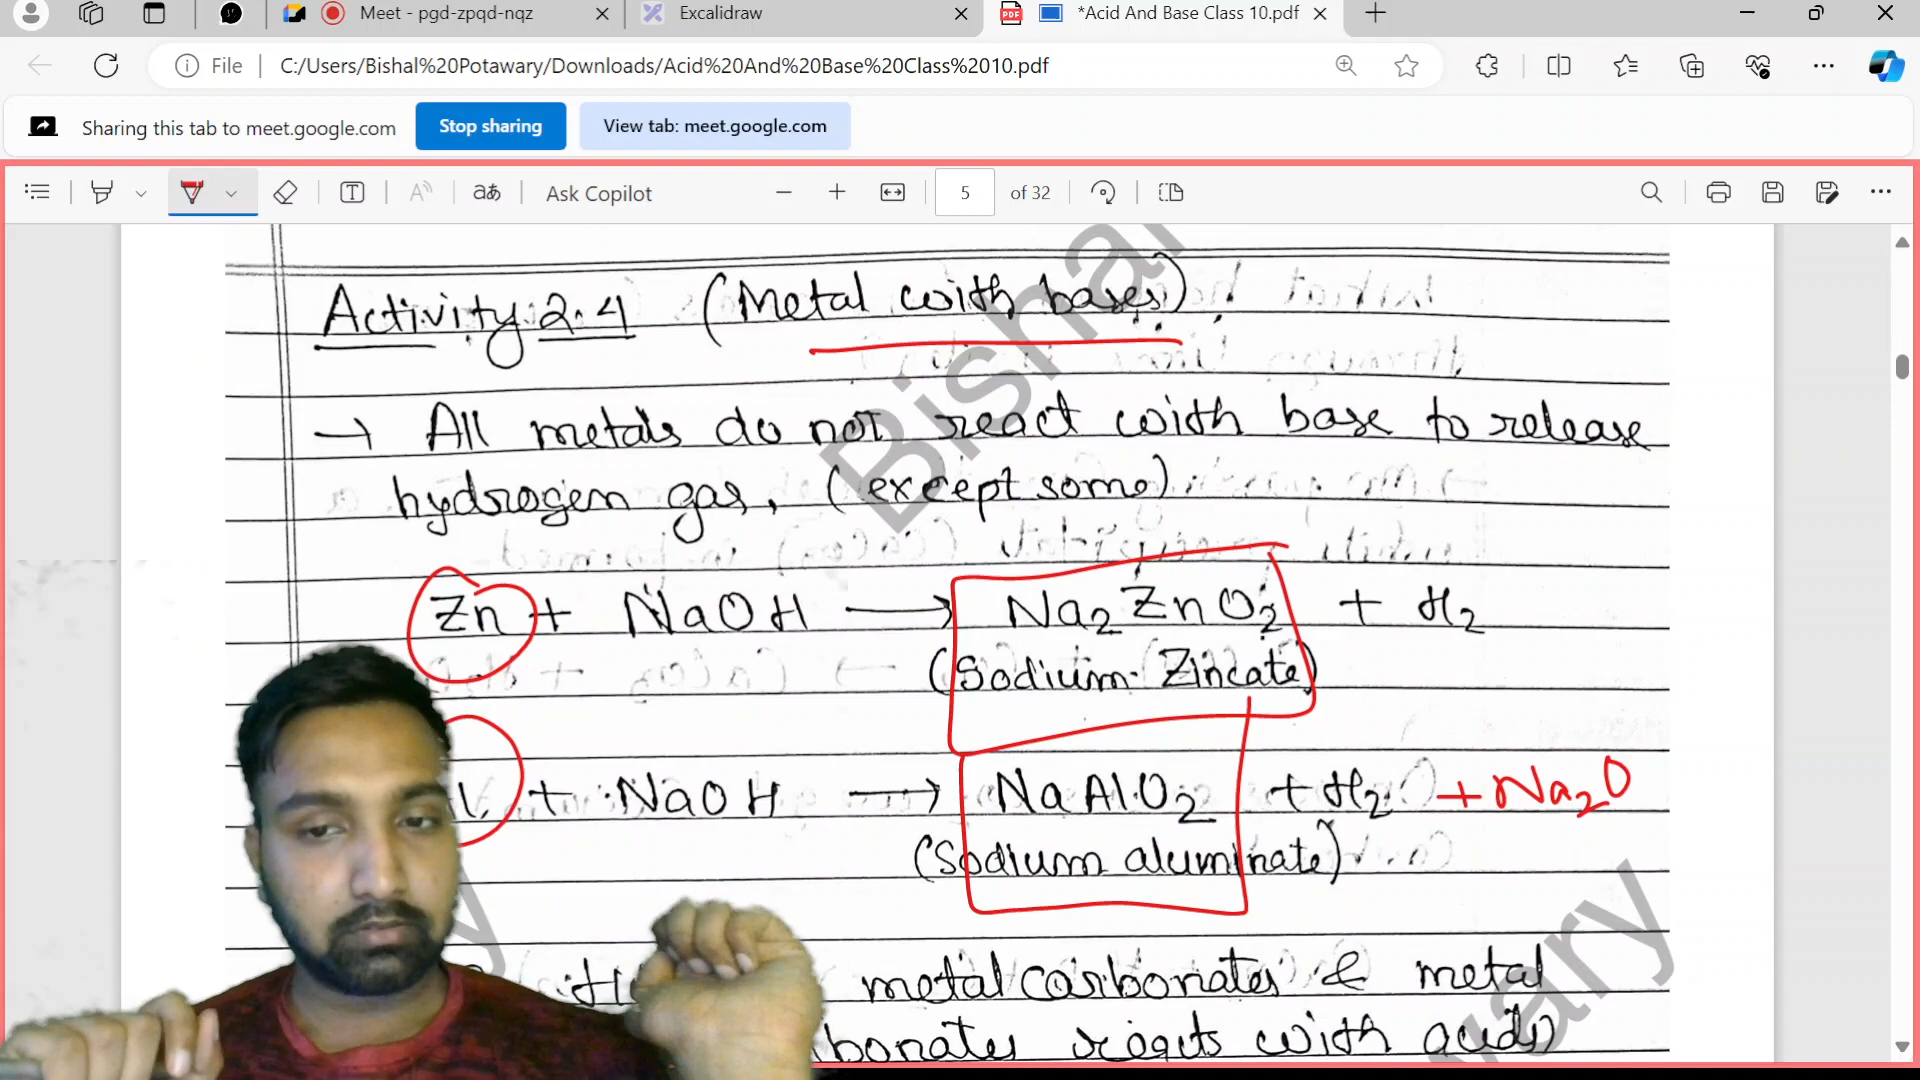 Meet - pgd-zpqd-nqz
Excalidraw
*Acid And Base Class 10.pdf
File
C:/Users/Bishal%20Potawary/Downloads/Acid%20And%20Base%20Class%2010.pdf
Sharing this tab to meet.google.com
Stop sharing
View tab: meet.google.com
Ask Copilot
5 of 32
Activity 2.4 (Metal with bases)
→ All metals do not react with base to release
hydrogen gas, (except some)
Zn + NaOH → Na2ZnO2 + H2
(Sodium Zincate)
+ NaOH → NaAlO2 + H2 + Na2O
(Sodium aluminate)
metal carbonates & metal
bonates reacts with acids
Bishal
wary